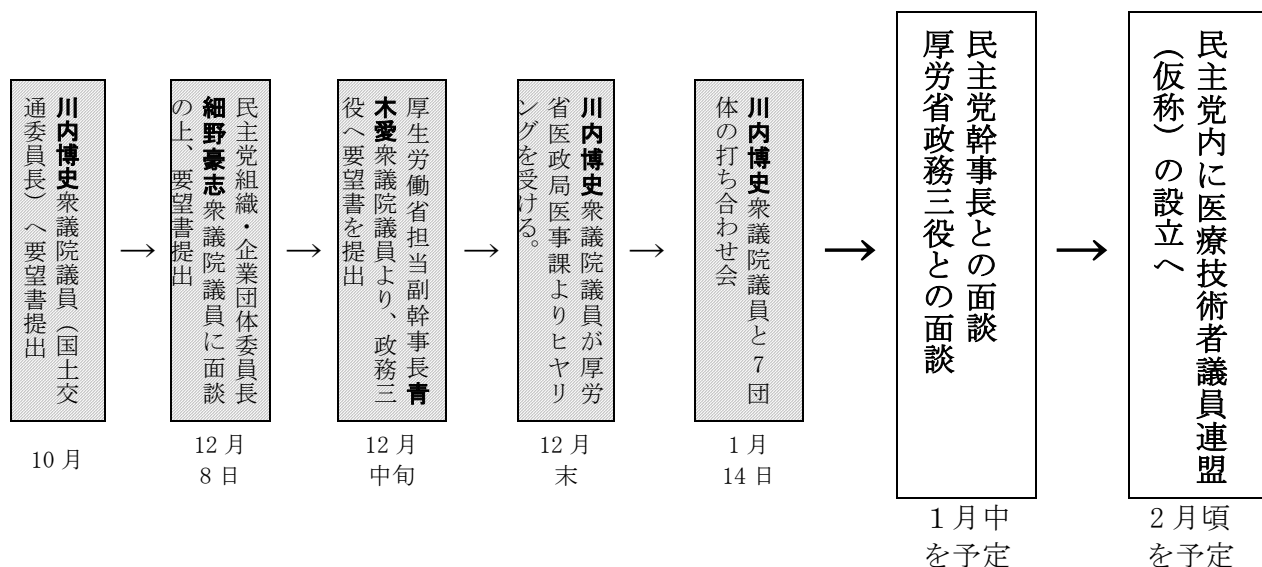 川内博史衆議院議員（国土交
通委員長）へ要望書提出
10月
→
民主党組織・企業団体委員長
細野豪志衆議院議員に面談
の上、要望書提出
12月
8日
→
厚生労働省担当副幹事長青
木愛衆議院議員より、政務三
役へ要望書を提出
12月
中旬
→
川内博史衆議院議員が厚労
省医政局医事課よりヒヤリ
ングを受ける。
12月
末
→
川内博史衆議院議員と7団
体の打ち合わせ会
1月
14日
→
民主党幹事長との面談
厚労省政務三役との面談
1月中
を予定
→
民主党内に医療技術者議員連盟
（仮称）の設立へ
2月頃
を予定